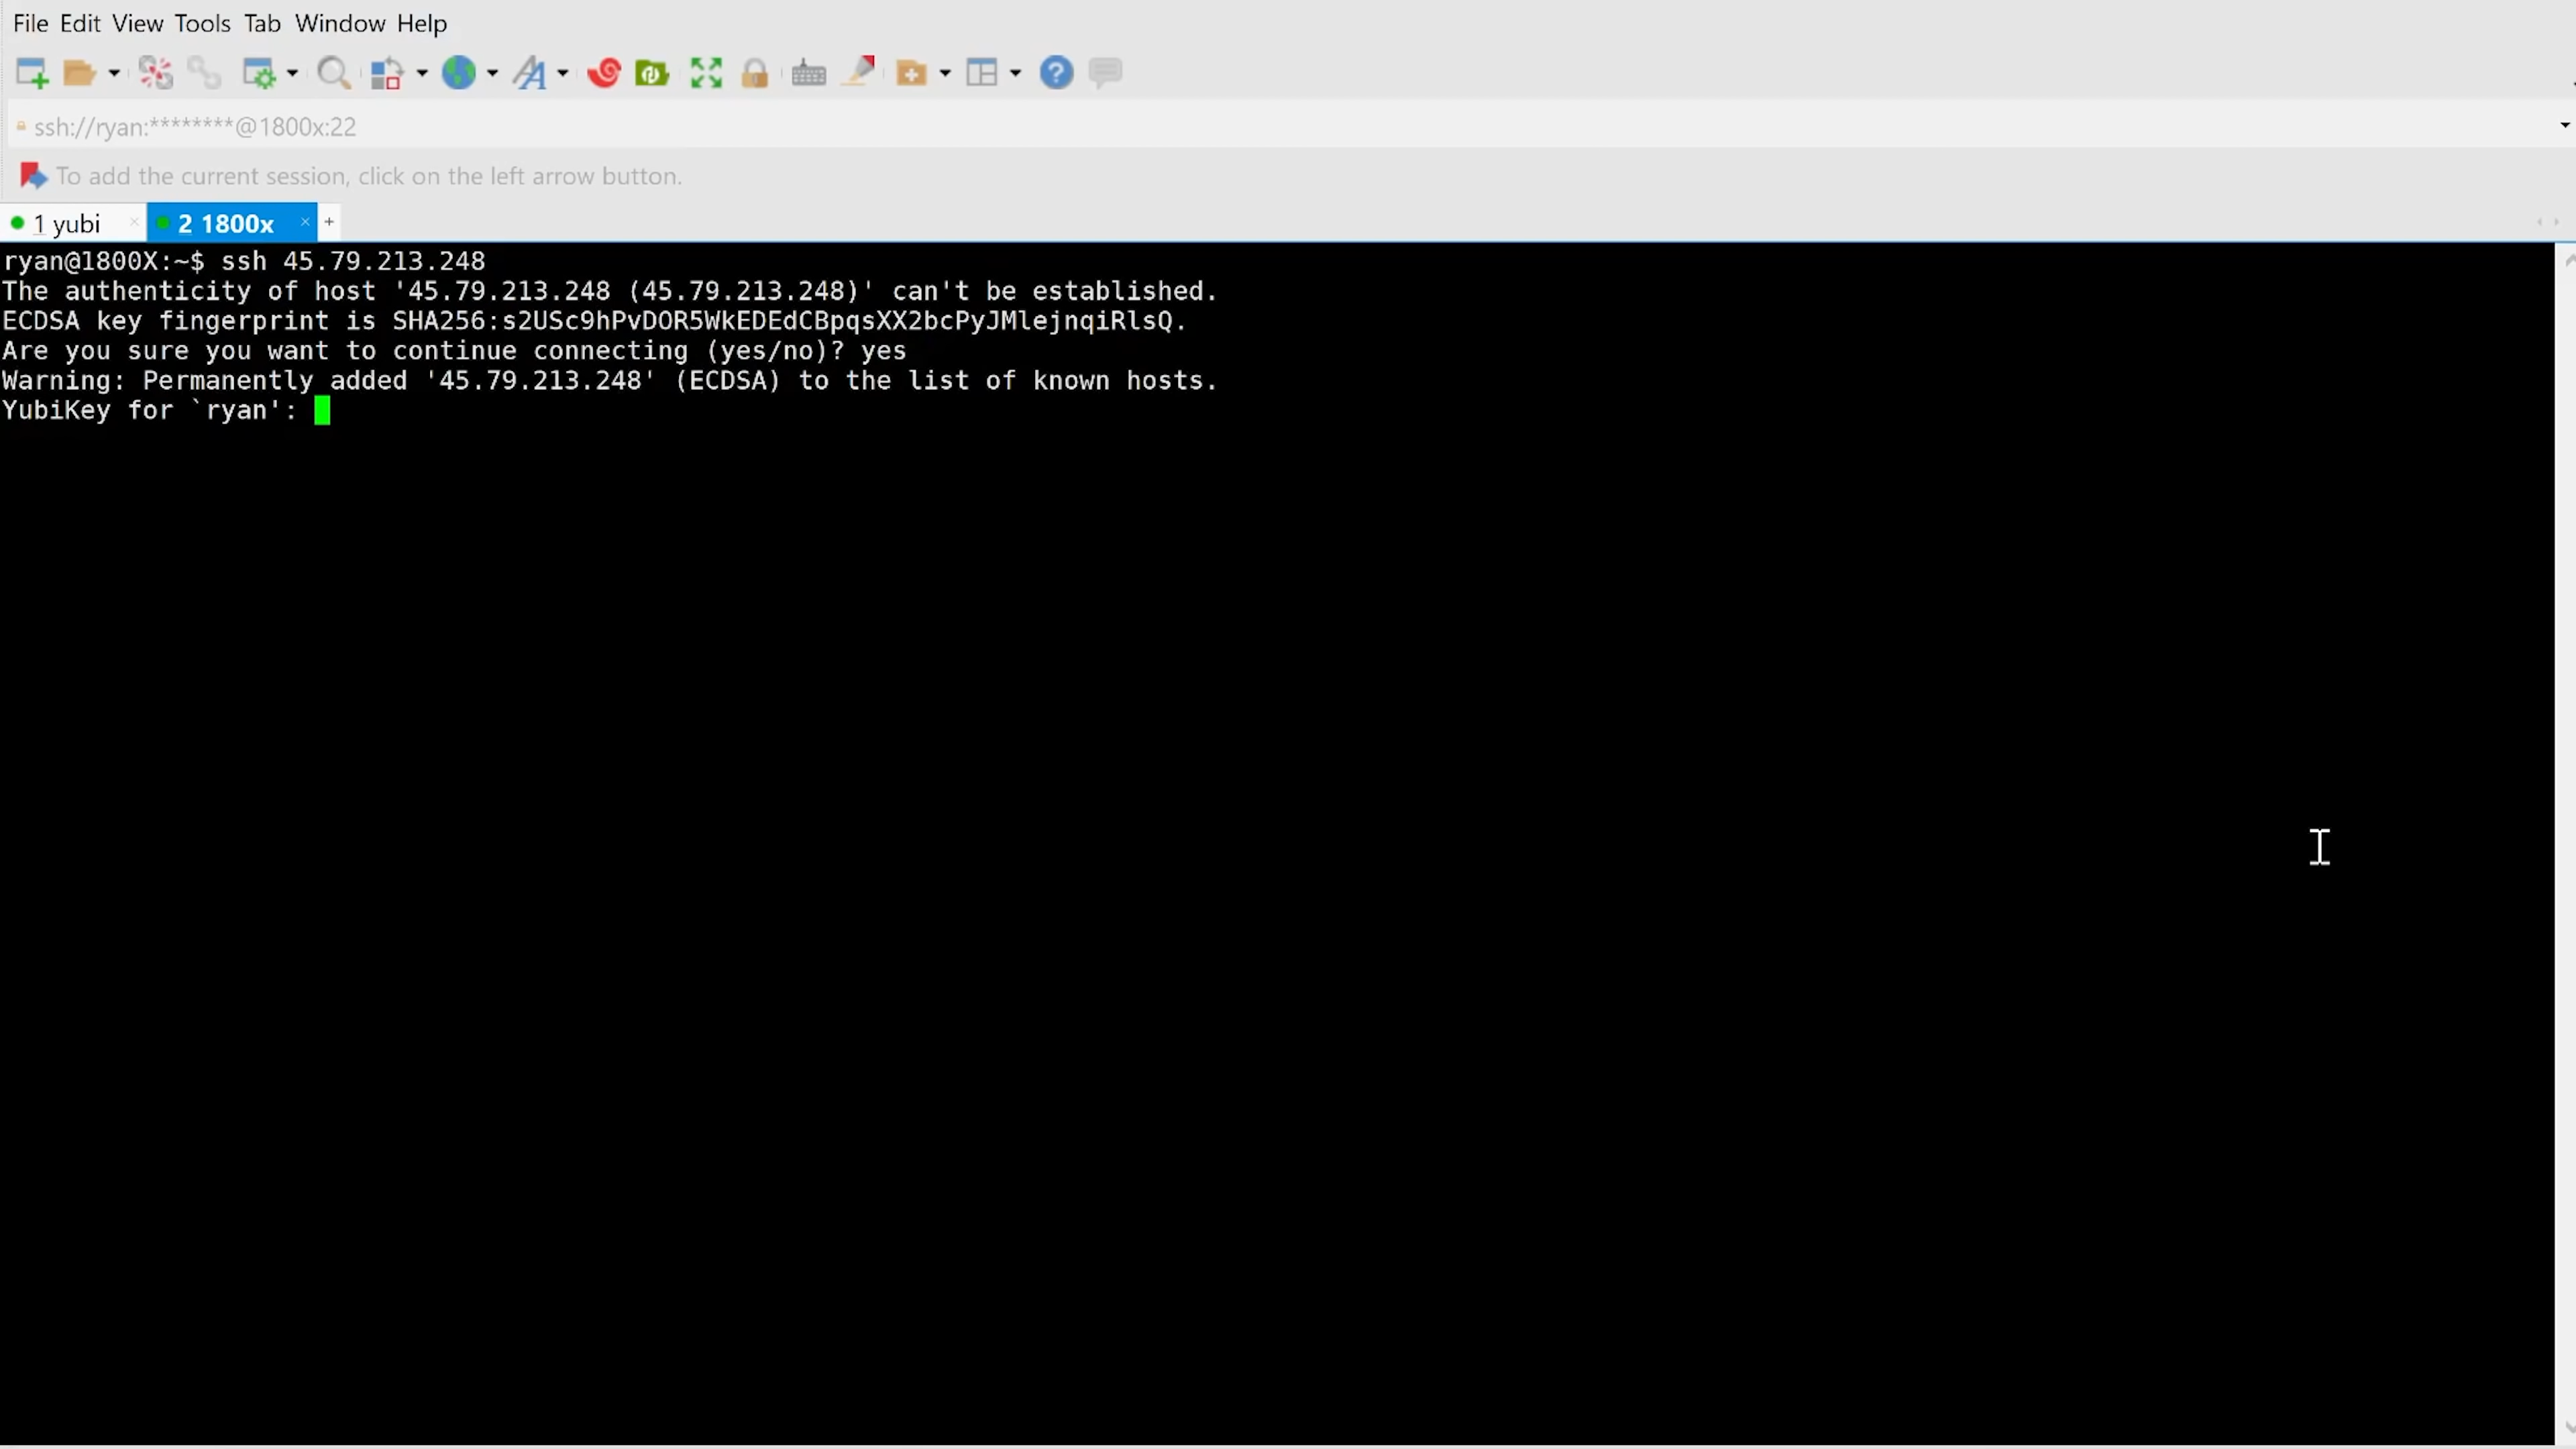 File Edit View Tools Tab Window Help
ssh://ryan:********@1800x:22
To add the current session, click on the left arrow button.
1 yubi × 2 1800x × +
ryan@1800X:~$ ssh 45.79.213.248
The authenticity of host '45.79.213.248 (45.79.213.248)' can't be established.
ECDSA key fingerprint is SHA256:s2USc9hPvDOR5WkEDEdCBpqsXX2bcPyJMlejnqiRlsQ.
Are you sure you want to continue connecting (yes/no)? yes
Warning: Permanently added '45.79.213.248' (ECDSA) to the list of known hosts.
YubiKey for `ryan':